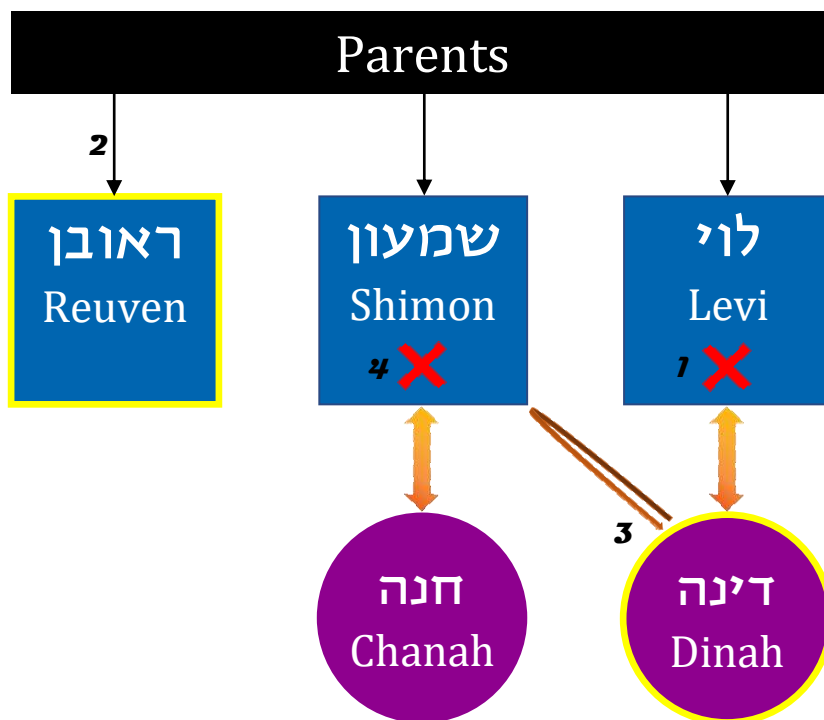 Parents
2
ראובן
Reuven
שמעון
Shimon
4
לוי
Levi
1
3
חנה
Chanah
דינה
Dinah